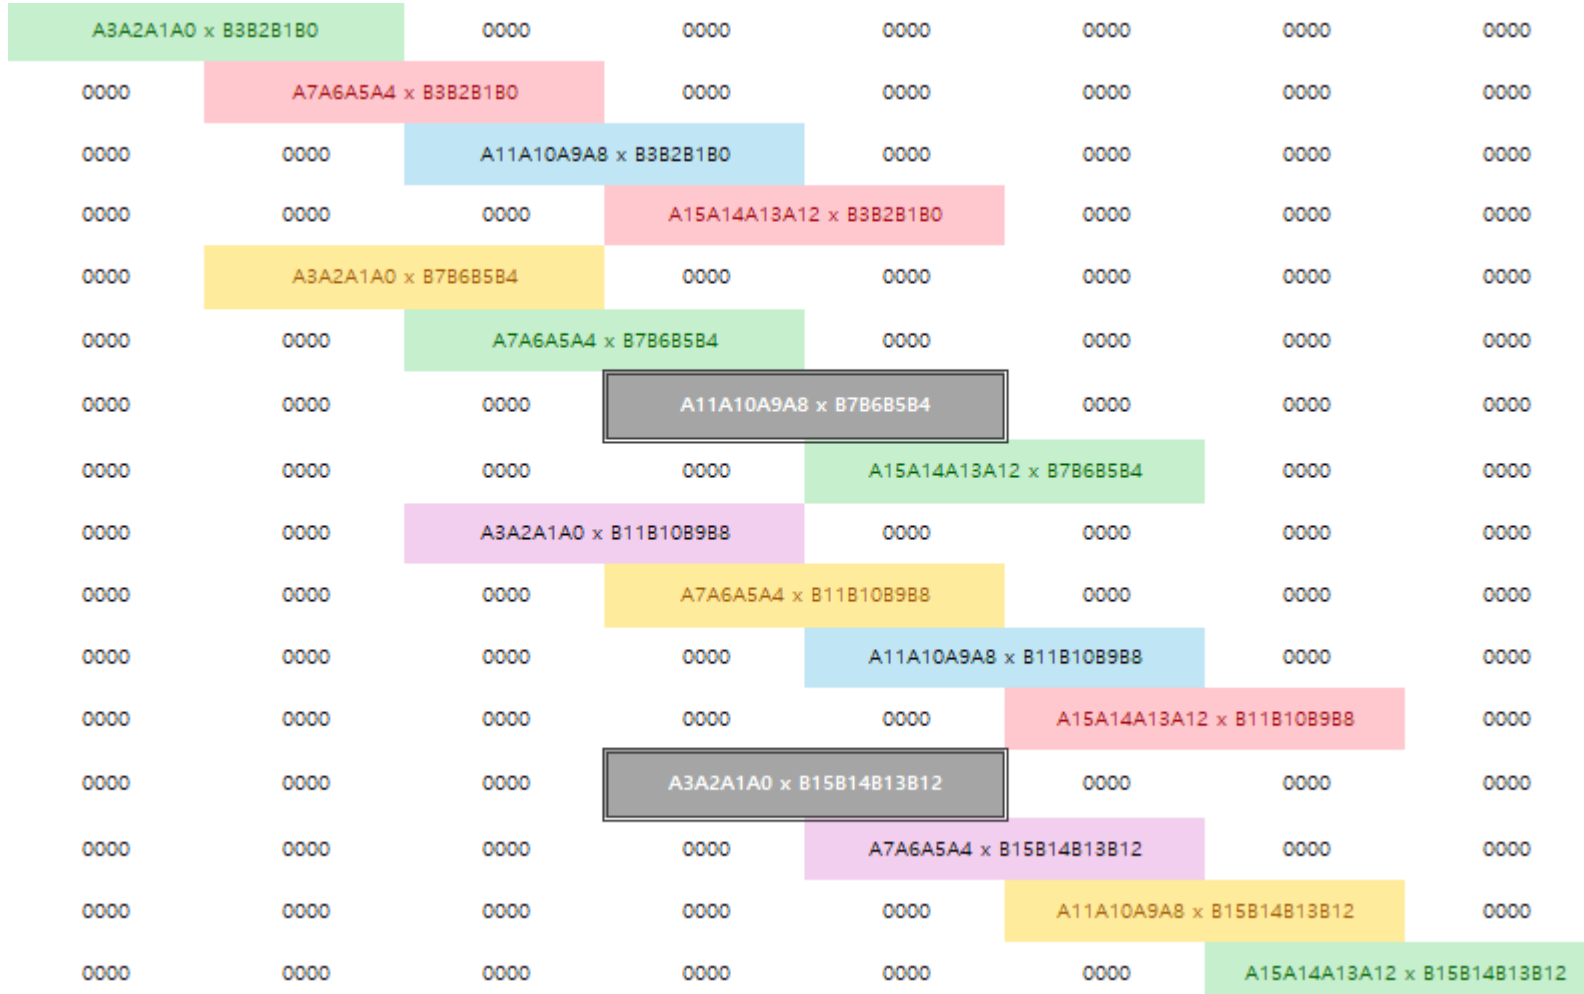 A3A2A1A0 x B3B2B1B0 0000 0000 0000 0000 0000 0000
0000 A7A6A5A4 x B3B2B1B0 0000 0000 0000 0000 0000
0000 0000 A11A10A9A8 x B3B2B1B0 0000 0000 0000 0000
0000 0000 0000 A15A14A13A12 x B3B2B1B0 0000 0000 0000
0000 A3A2A1A0 x B7B6B5B4 0000 0000 0000 0000 0000
0000 0000 A7A6A5A4 x B7B6B5B4 0000 0000 0000 0000
0000 0000 0000 A11A10A9A8 x B7B6B5B4 0000 0000 0000
0000 0000 0000 0000 A15A14A13A12 x B7B6B5B4 0000 0000
0000 0000 A3A2A1A0 x B11B10B9B8 0000 0000 0000 0000
0000 0000 0000 A7A6A5A4 x B11B10B9B8 0000 0000 0000
0000 0000 0000 0000 A11A10A9A8 x B11B10B9B8 0000 0000
0000 0000 0000 0000 0000 A15A14A13A12 x B11B10B9B8 0000
0000 0000 0000 A3A2A1A0 x B15B14B13B12 0000 0000 0000
0000 0000 0000 0000 A7A6A5A4 x B15B14B13B12 0000 0000
0000 0000 0000 0000 0000 A11A10A9A8 x B15B14B13B12 0000
0000 0000 0000 0000 0000 0000 A15A14A13A12 x B15B14B13B12